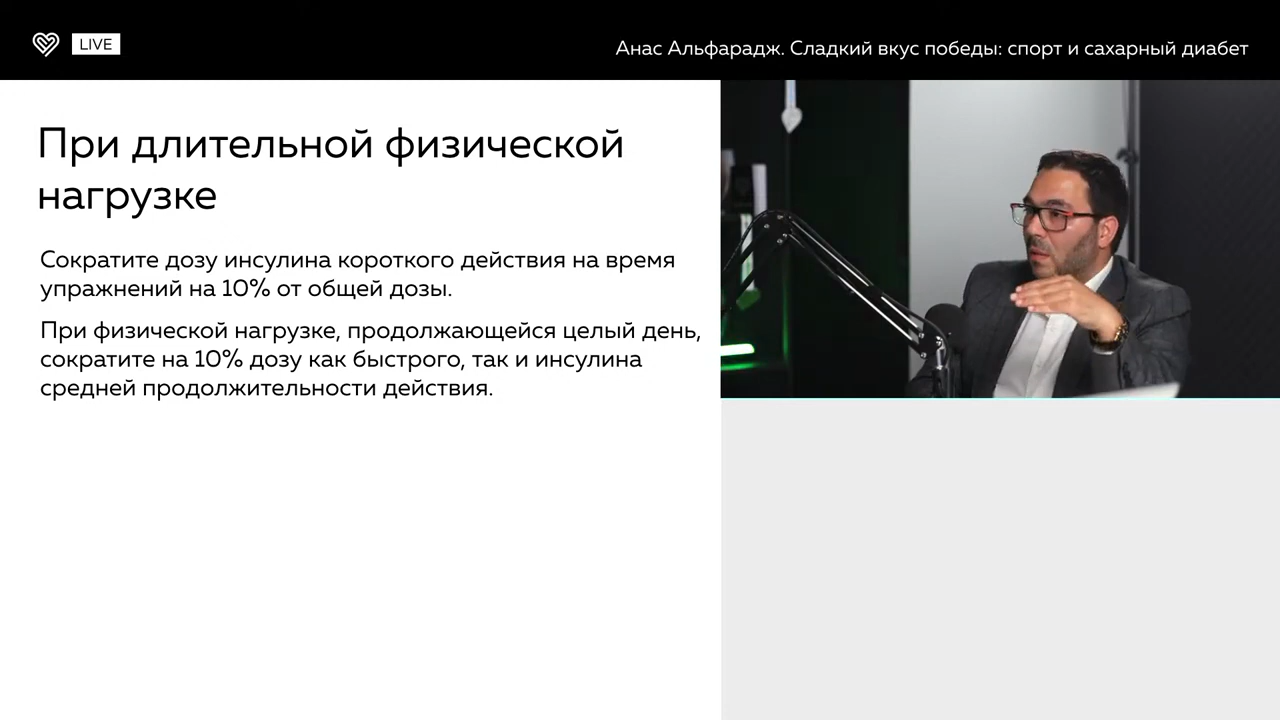 LIVE
Анас Альфарадж. Сладкий вкус победы: спорт и сахарный диабет
При длительной физической
нагрузке
Сократите дозу инсулина короткого действия на время
упражнений на 10% от общей дозы.
При физической нагрузке, продолжающейся целый день,
сократите на 10% дозу как быстрого, так и инсулина
средней продолжительности действия.